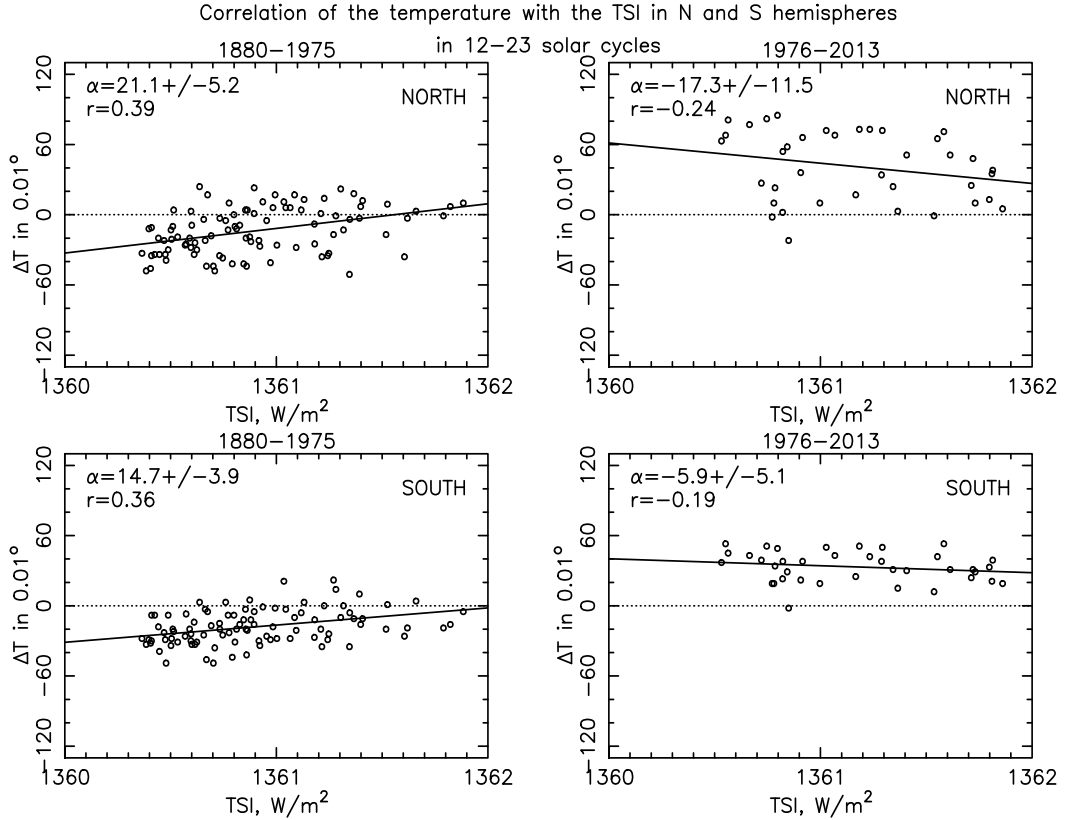 Correlation of the temperature with the TSI in N and S hemispheres
in 12−23 solar cycles
1880−1975
120
60
0
−60
−120
ΔT in 0.01°
α=21.1+/−5.2
r=0.39
NORTH
1360
1361
1362
TSI, W/m²
1976−2013
120
60
0
−60
−120
ΔT in 0.01°
α=−17.3+/−11.5
r=−0.24
NORTH
1360
1361
1362
TSI, W/m²
1880−1975
120
60
0
−60
−120
ΔT in 0.01°
α=14.7+/−3.9
r=0.36
SOUTH
1360
1361
1362
TSI, W/m²
1976−2013
120
60
0
−60
−120
ΔT in 0.01°
α=−5.9+/−5.1
r=−0.19
SOUTH
1360
1361
1362
TSI, W/m²